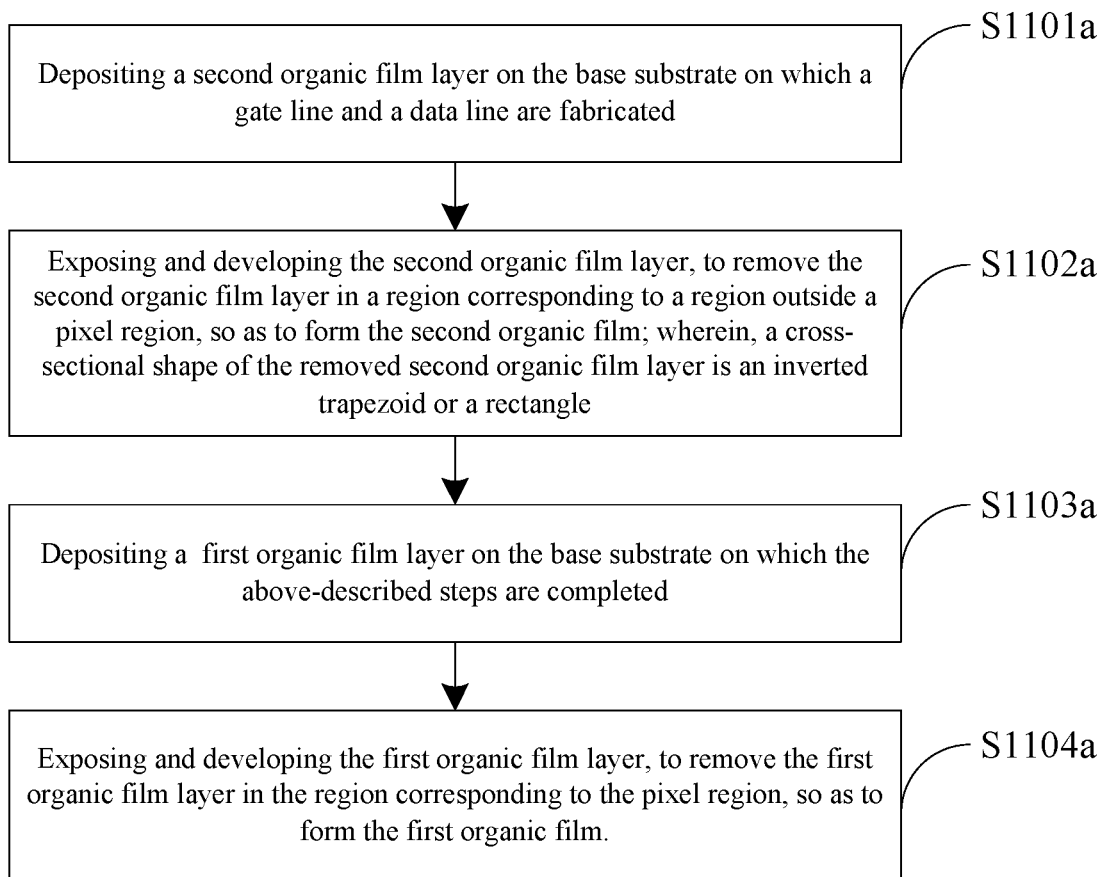 S1101a
Depositing a second organic film layer on the base substrate on which a
gate line and a data line are fabricated
S1102a
Exposing and developing the second organic film layer, to remove the
second organic film layer in a region corresponding to a region outside a
pixel region, so as to form the second organic film; wherein, a cross-
sectional shape of the removed second organic film layer is an inverted
trapezoid or a rectangle
S1103a
Depositing a first organic film layer on the base substrate on which the
above-described steps are completed
S1104a
Exposing and developing the first organic film layer, to remove the first
organic film layer in the region corresponding to the pixel region, so as to
form the first organic film.